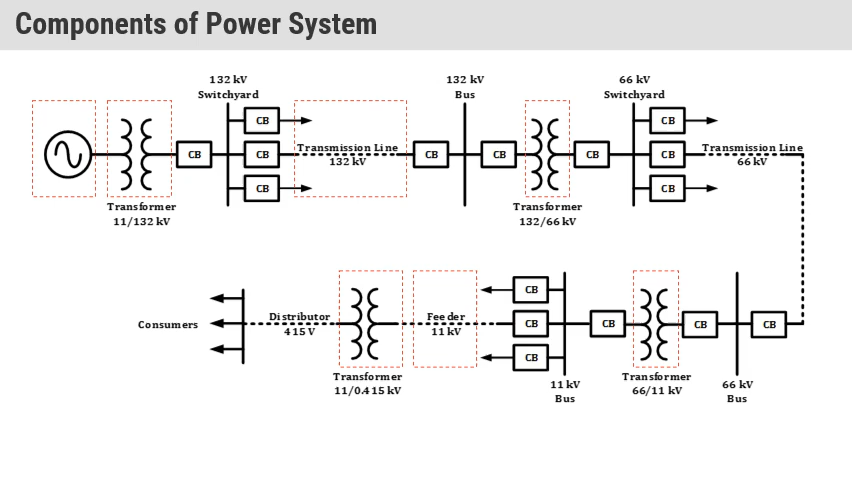 Components of Power System
132 kV
Switchyard
132 kV
Bus
66 kV
Switchyard
CB
CB
CB
CB
Transmission Line
132 kV
CB
CB
CB
CB
CB
CB
Transmission Line
66 kV
Transformer
11/132 kV
Transformer
132/66 kV
Consumers
Distributor
415 V
Feeder
11 kV
CB
CB
CB
CB
CB
CB
Transformer
11/0.415 kV
11 kV
Bus
Transformer
66/11 kV
66 kV
Bus